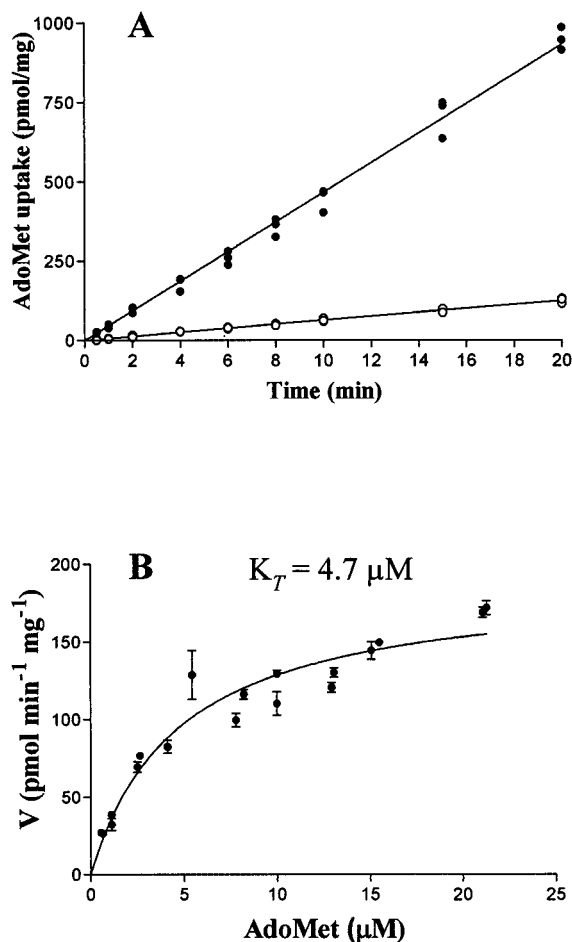 A
AdoMet uptake (pmol/mg)
1000
750
500
250
0
0 2 4 6 8 10 12 14 16 18 20
Time (min)
B
K_T = 4.7 µM
V (pmol min⁻¹ mg⁻¹)
200
150
100
50
0
0 5 10 15 20 25
AdoMet (µM)